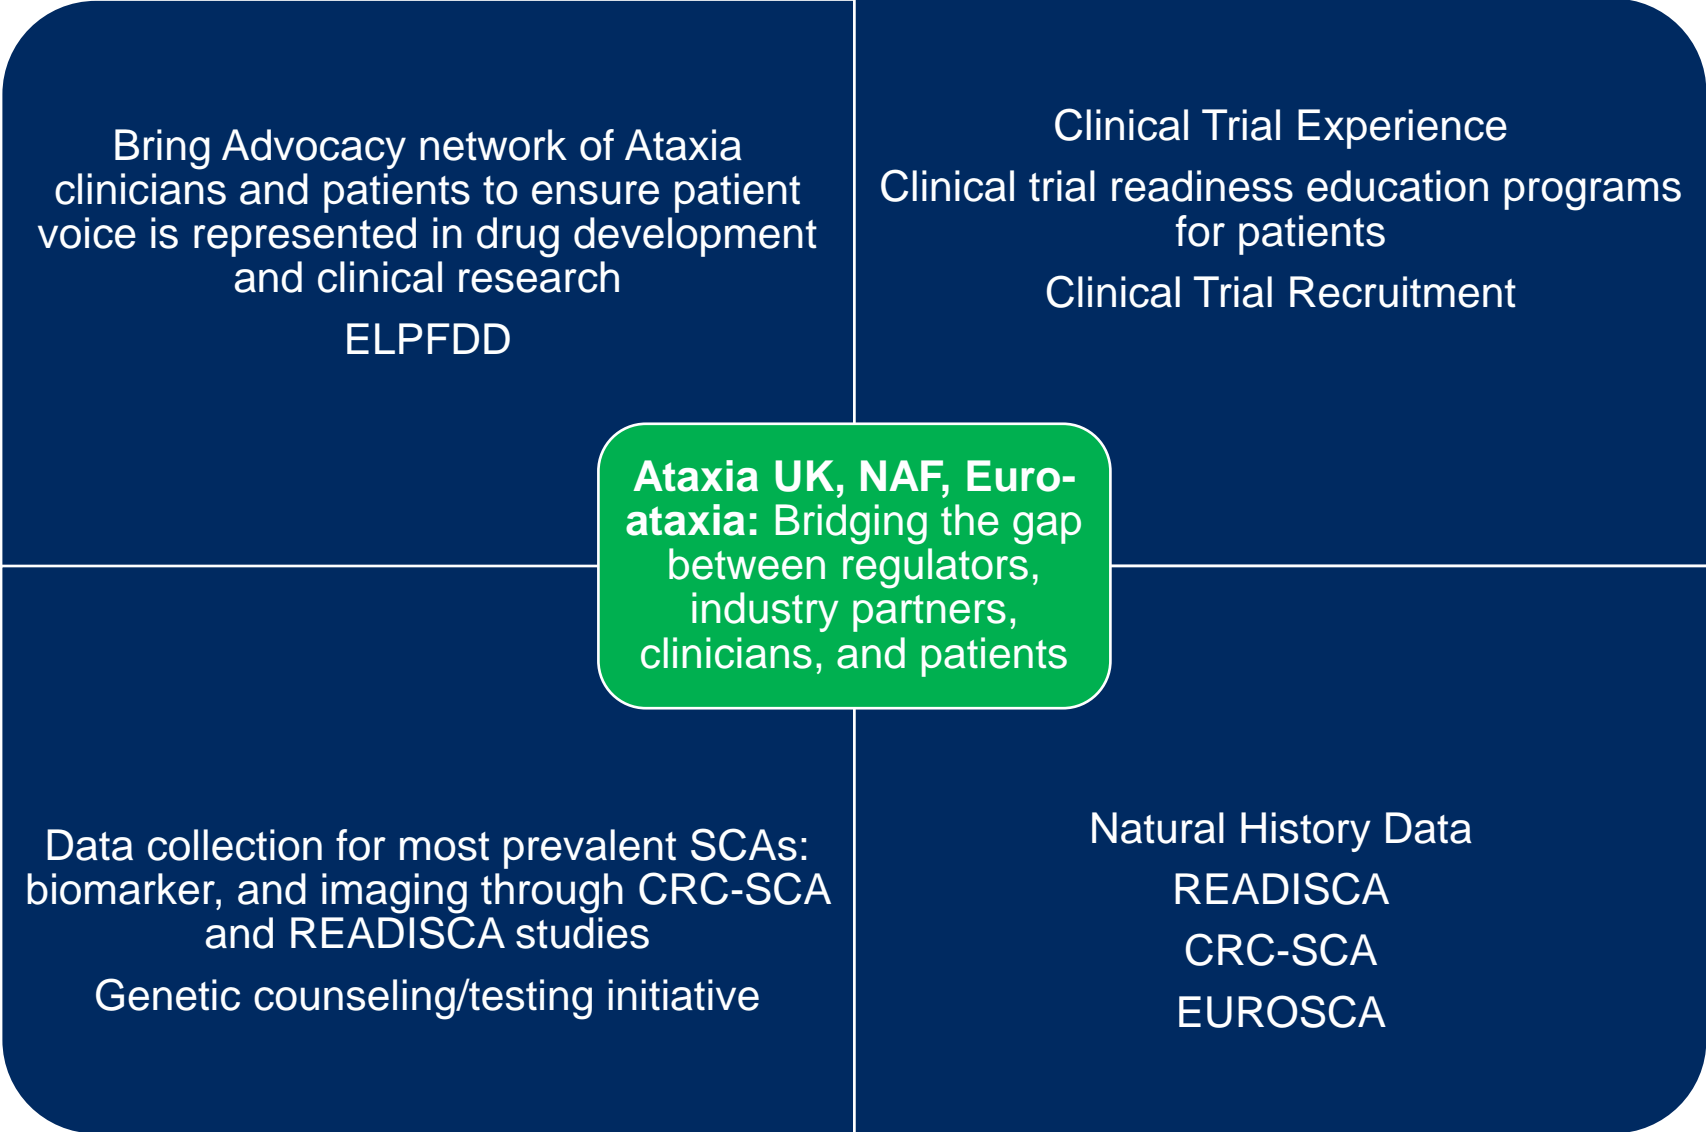 Bring Advocacy network of Ataxia
clinicians and patients to ensure patient
voice is represented in drug development
and clinical research
ELPFDD
Clinical Trial Experience
Clinical trial readiness education programs
for patients
Clinical Trial Recruitment
Ataxia UK, NAF, Euro-
ataxia: Bridging the gap
between regulators,
industry partners,
clinicians, and patients
Data collection for most prevalent SCAs:
biomarker, and imaging through CRC-SCA
and READISCA studies
Genetic counseling/testing initiative
Natural History Data
READISCA
CRC-SCA
EUROSCA